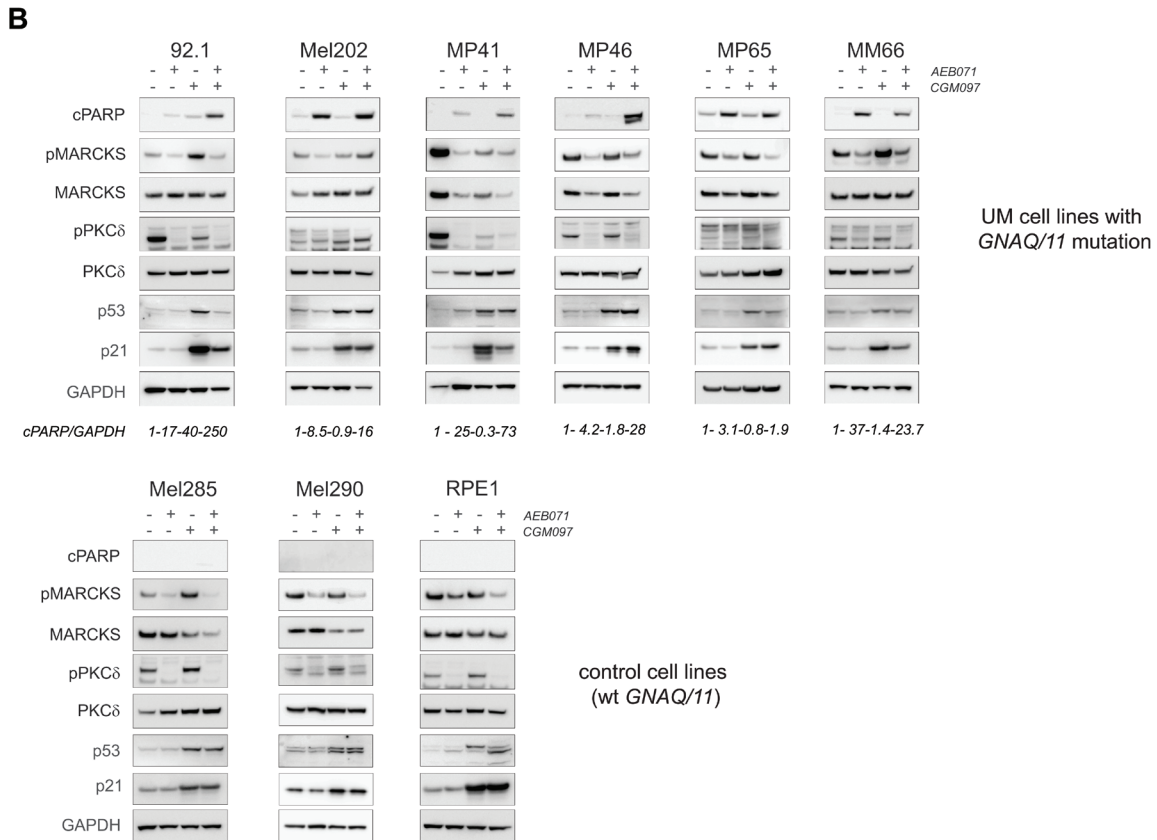 B
92.1 Mel202 MP41 MP46 MP65 MM66
- + - + - + - + - + - + - + - + - + - + - + - + AEB071
- - + + - - + + - - + + - - + + - - + + - - + + CGM097
cPARP
pMARCKS
MARCKS
pPKCδ
PKCδ
p53
p21
GAPDH
UM cell lines with
GNAQ/11 mutation
cPARP/GAPDH 1-17-40-250 1-8.5-0.9-16 1 - 25-0.3-73 1- 4.2-1.8-28 1- 3.1-0.8-1.9 1- 37-1.4-23.7
Mel285 Mel290 RPE1
- + - + - + - + - + - + AEB071
- - + + - - + + - - + + CGM097
cPARP
pMARCKS
MARCKS
pPKCδ
PKCδ
p53
p21
GAPDH
control cell lines
(wt GNAQ/11)